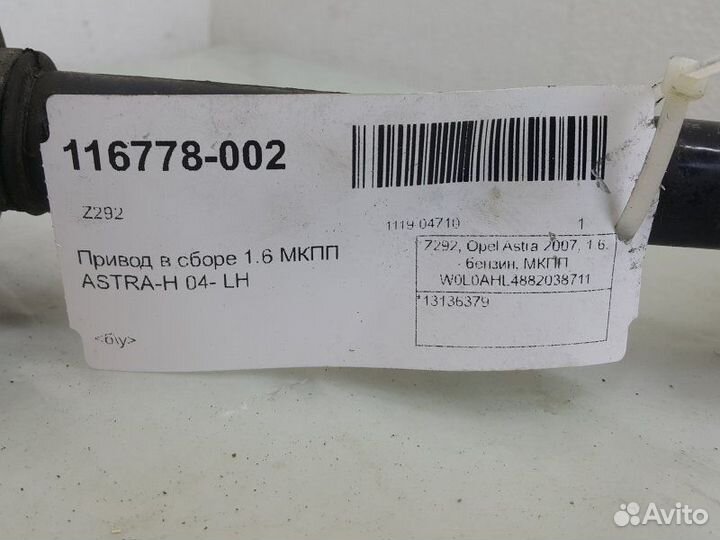 116778-002
Z292
Привод в сборе 1.6 МКПП
ASTRA-H 04- LH
<б\у>
1119 04710 1
Z292, Opel Astra 2007, 1.6.
бензин. МКПП
W0L0AHL4882038711
*13136379
Avito